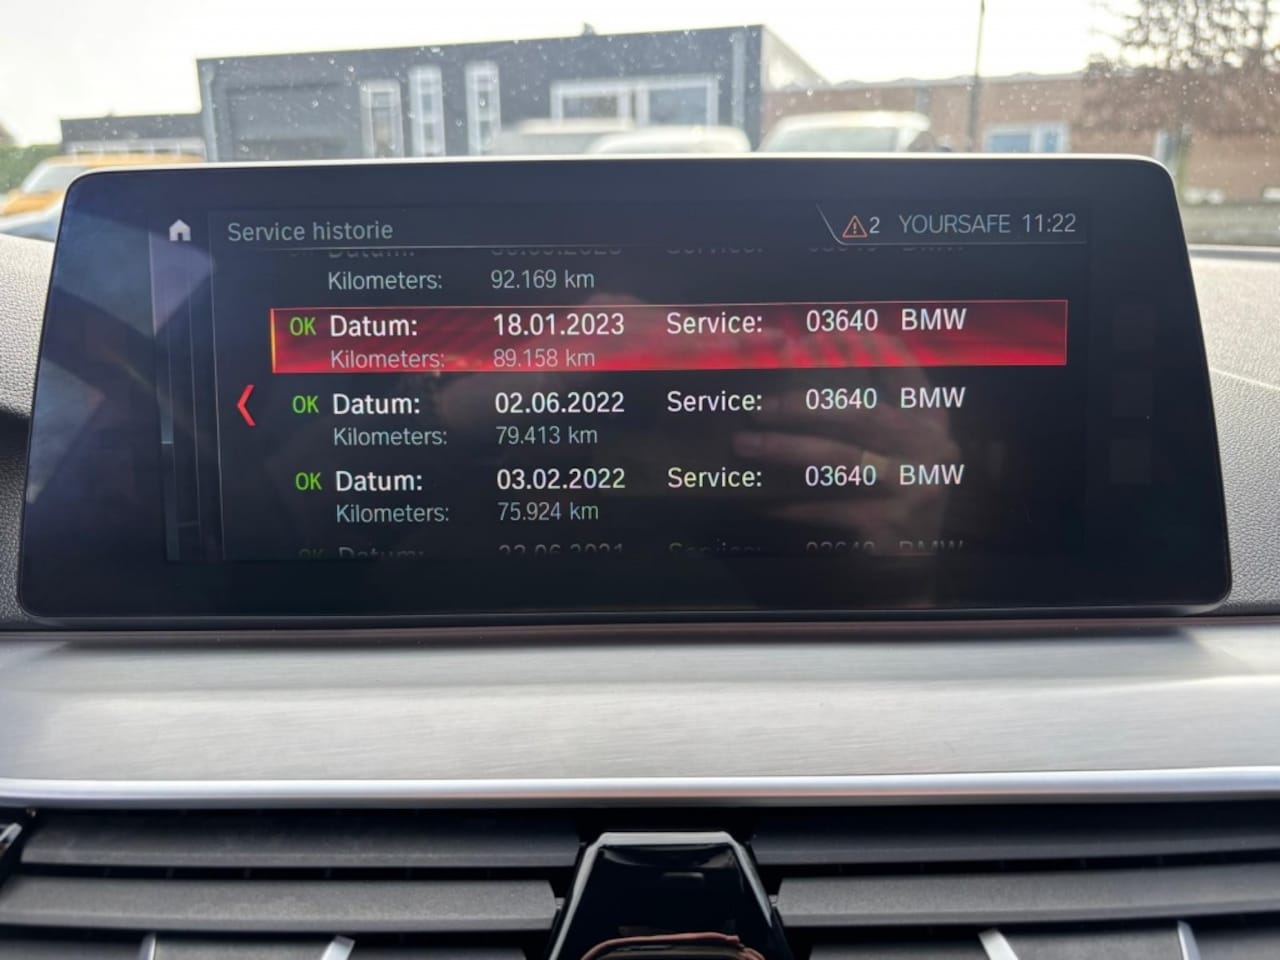 Service historie
2 YOURSAFE 11:22
Kilometers: 92.169 km
OK Datum: 18.01.2023 Service: 03640 BMW
Kilometers: 89.158 km
OK Datum: 02.06.2022 Service: 03640 BMW
Kilometers: 79.413 km
OK Datum: 03.02.2022 Service: 03640 BMW
Kilometers: 75.924 km